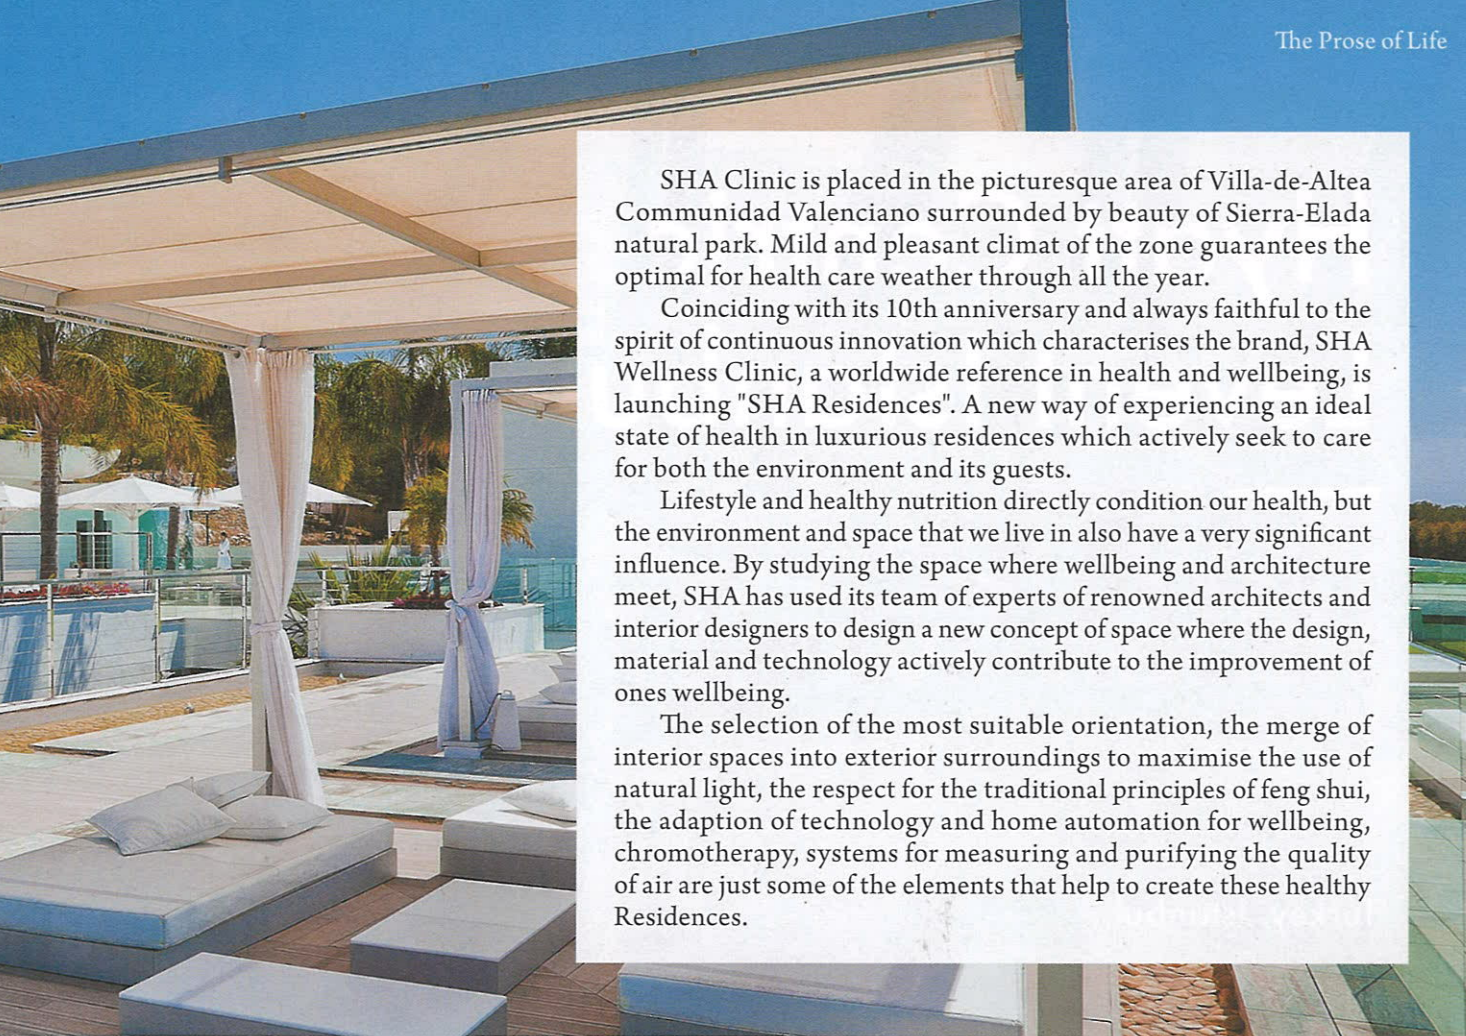 The Prose of Life
SHA Clinic is placed in the picturesque area of Villa-de-Altea
Communidad Valenciano surrounded by beauty of Sierra-Elada
natural park. Mild and pleasant climat of the zone guarantees the
optimal for health care weather through all the year.
Coinciding with its 10th anniversary and always faithful to the
spirit of continuous innovation which characterises the brand, SHA
Wellness Clinic, a worldwide reference in health and wellbeing, is
launching "SHA Residences". A new way of experiencing an ideal
state of health in luxurious residences which actively seek to care
for both the environment and its guests.
Lifestyle and healthy nutrition directly condition our health, but
the environment and space that we live in also have a very significant
influence. By studying the space where wellbeing and architecture
meet, SHA has used its team of experts of renowned architects and
interior designers to design a new concept of space where the design,
material and technology actively contribute to the improvement of
ones wellbeing.
The selection of the most suitable orientation, the merge of
interior spaces into exterior surroundings to maximise the use of
natural light, the respect for the traditional principles of feng shui,
the adaption of technology and home automation for wellbeing,
chromotherapy, systems for measuring and purifying the quality
of air are just some of the elements that help to create these healthy
Residences.